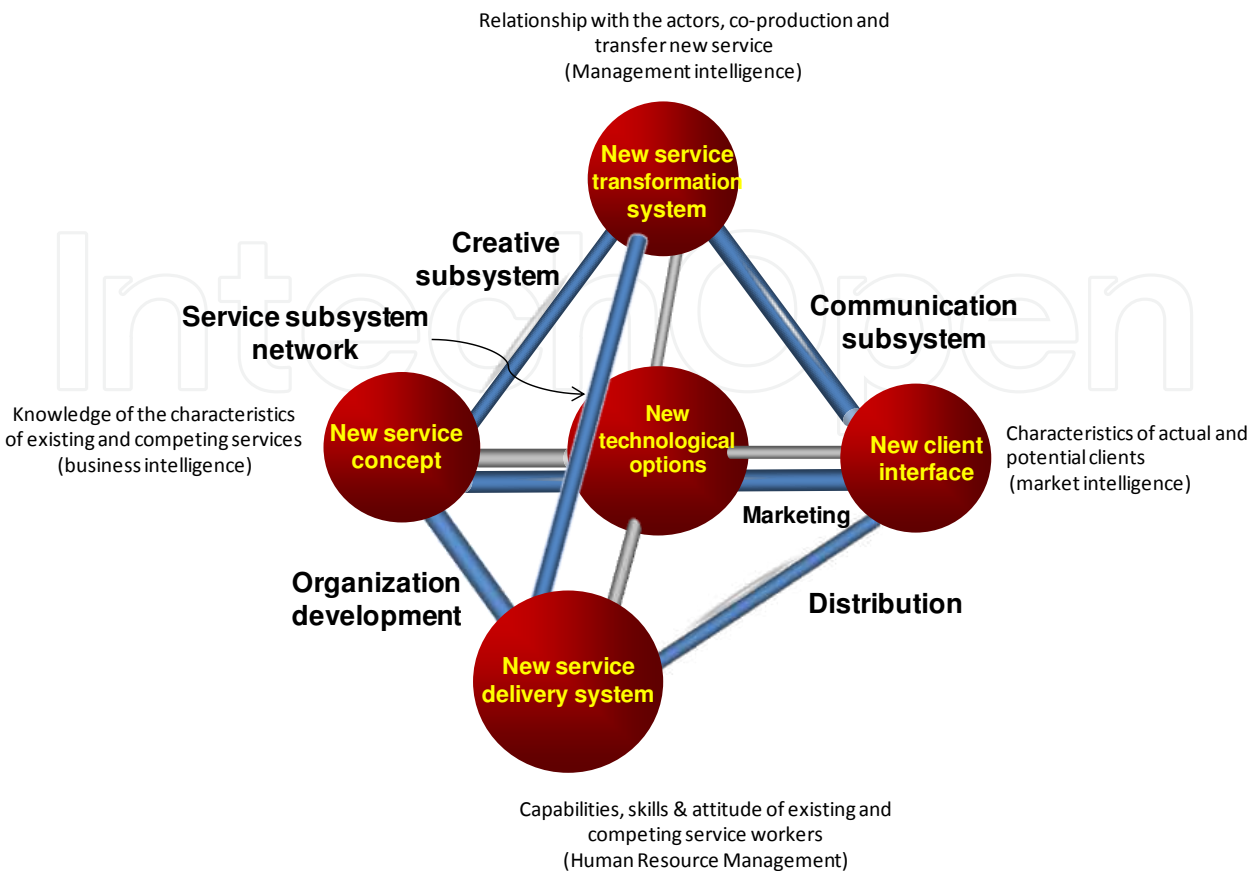 Relationship with the actors, co-production and
transfer new service
(Management intelligence)
New service
transformation
system
Creative
subsystem
Communication
subsystem
Service subsystem
network
IntechOpen
Knowledge of the characteristics
of existing and competing services
(business intelligence)
New service
concept
New
technological
options
New client
interface
Characteristics of actual and
potential clients
(market intelligence)
Marketing
Organization
development
Distribution
New service
delivery system
Capabilities, skills & attitude of existing and
competing service workers
(Human Resource Management)